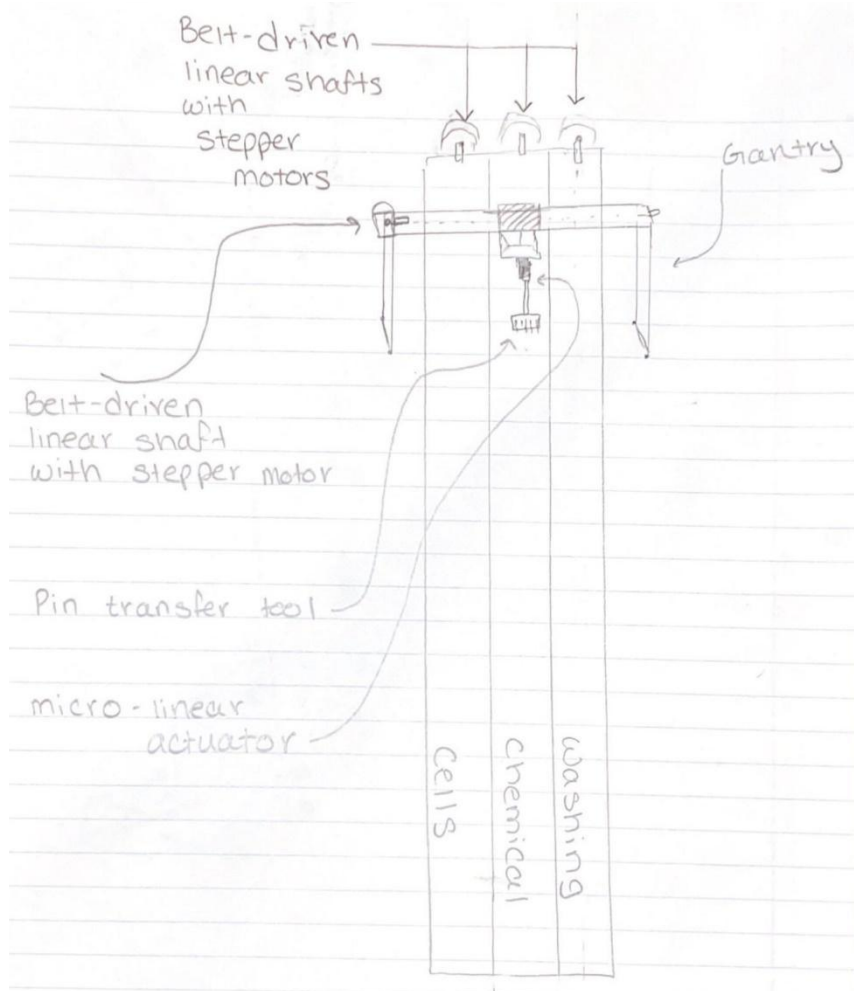 Belt-driven
linear shafts
with
stepper
motors
Gantry
Belt-driven
linear shaft
with stepper motor
Pin transfer tool
micro-linear
actuator
Cells
Chemical
Washing